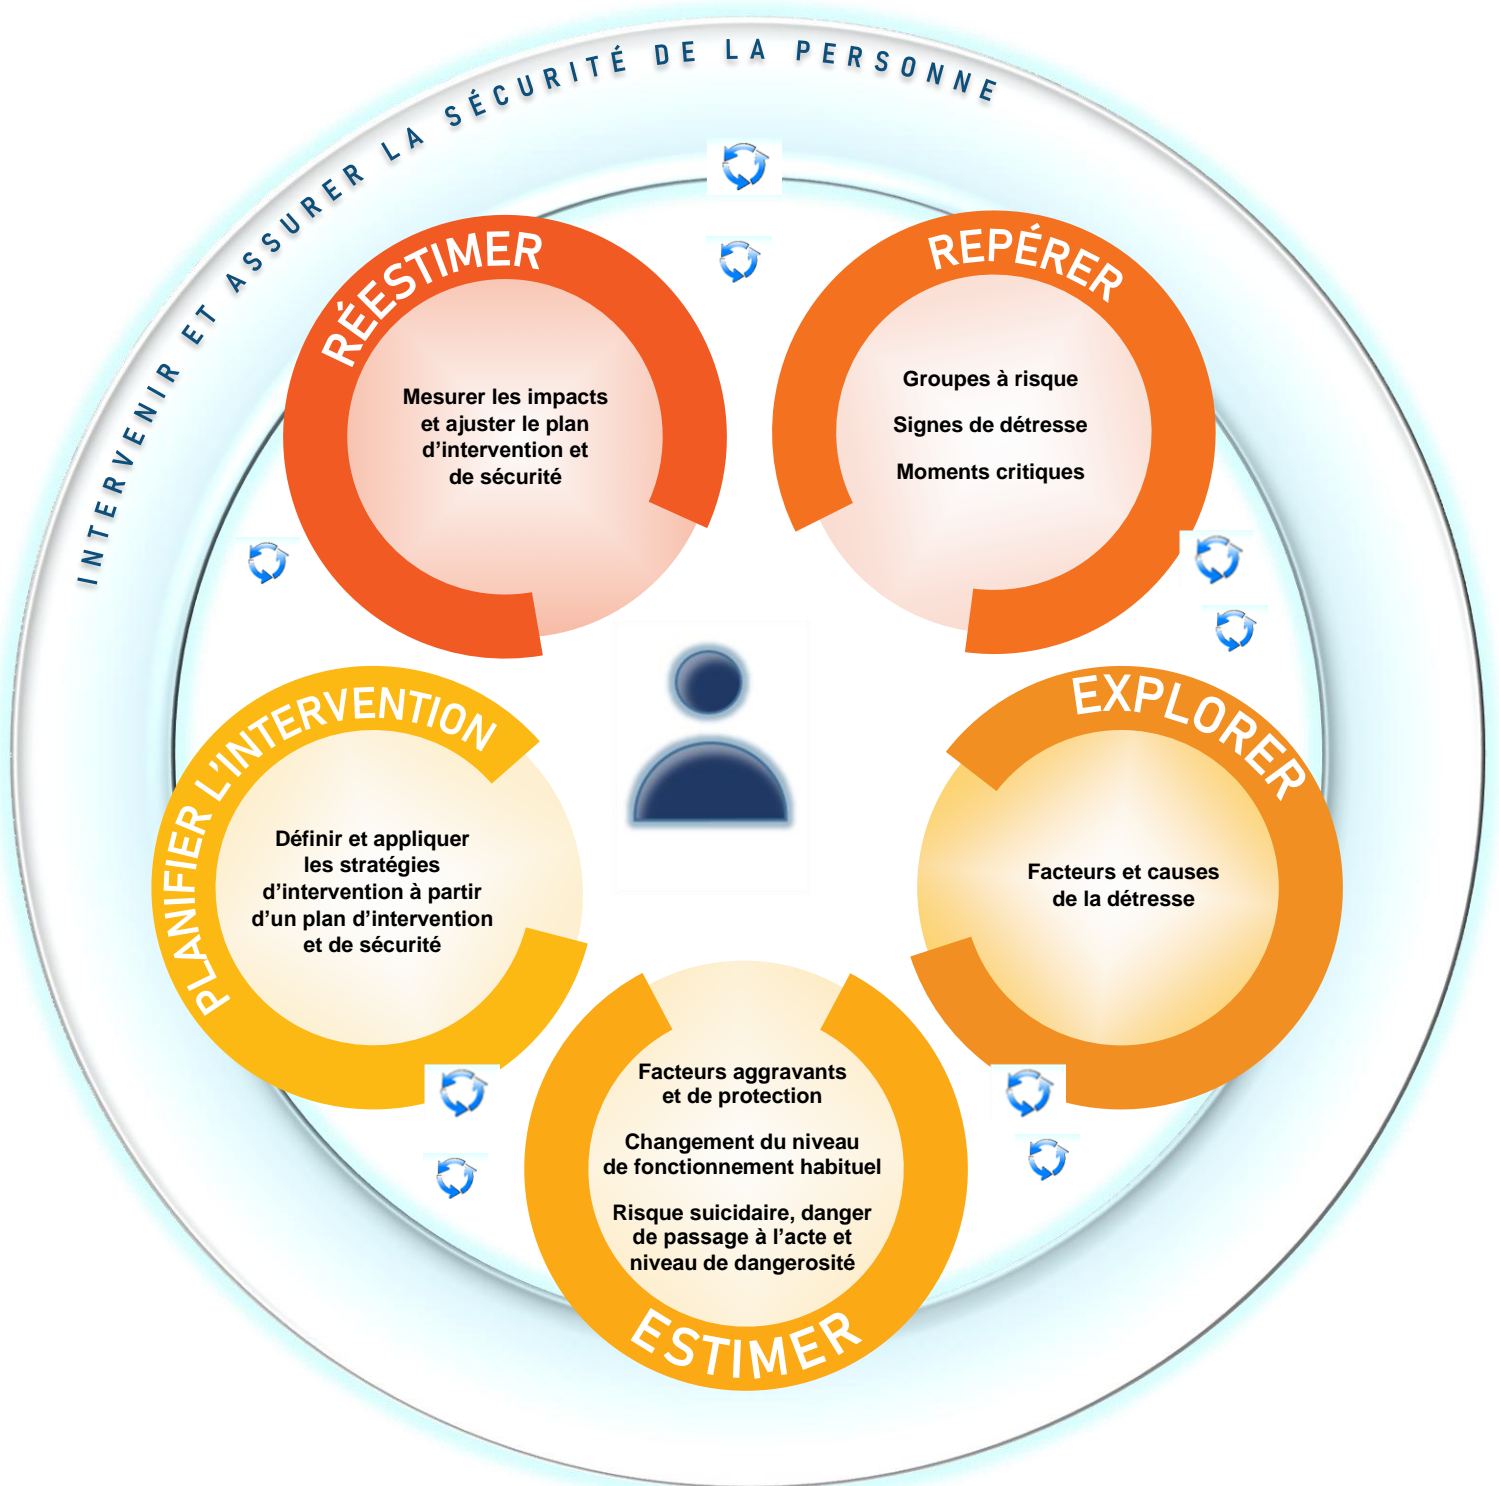 INTERVENIR ET ASSURER LA SÉCURITÉ DE LA PERSONNE
RÉESTIMER
Mesurer les impacts
et ajuster le plan
d’intervention et
de sécurité
REPÉRER
Groupes à risque
Signes de détresse
Moments critiques
EXPLORER
Facteurs et causes
de la détresse
PLANIFIER L'INTERVENTION
Définir et appliquer
les stratégies
d’intervention à partir
d’un plan d’intervention
et de sécurité
Facteurs aggravants
et de protection
Changement du niveau
de fonctionnement habituel
Risque suicidaire, danger
de passage à l’acte et
niveau de dangerosité
ESTIMER